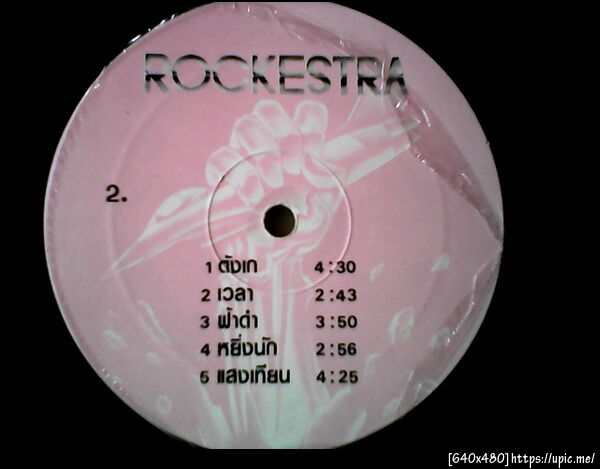 ROCKESTRA
2.
1 ตังเก 4:30
2 เวลา 2:43
3 ฟ้าดำ 3:50
4 หยิ่งนัก 2:56
5 แสงเทียน 4:25
[640x480]https://upic.me/